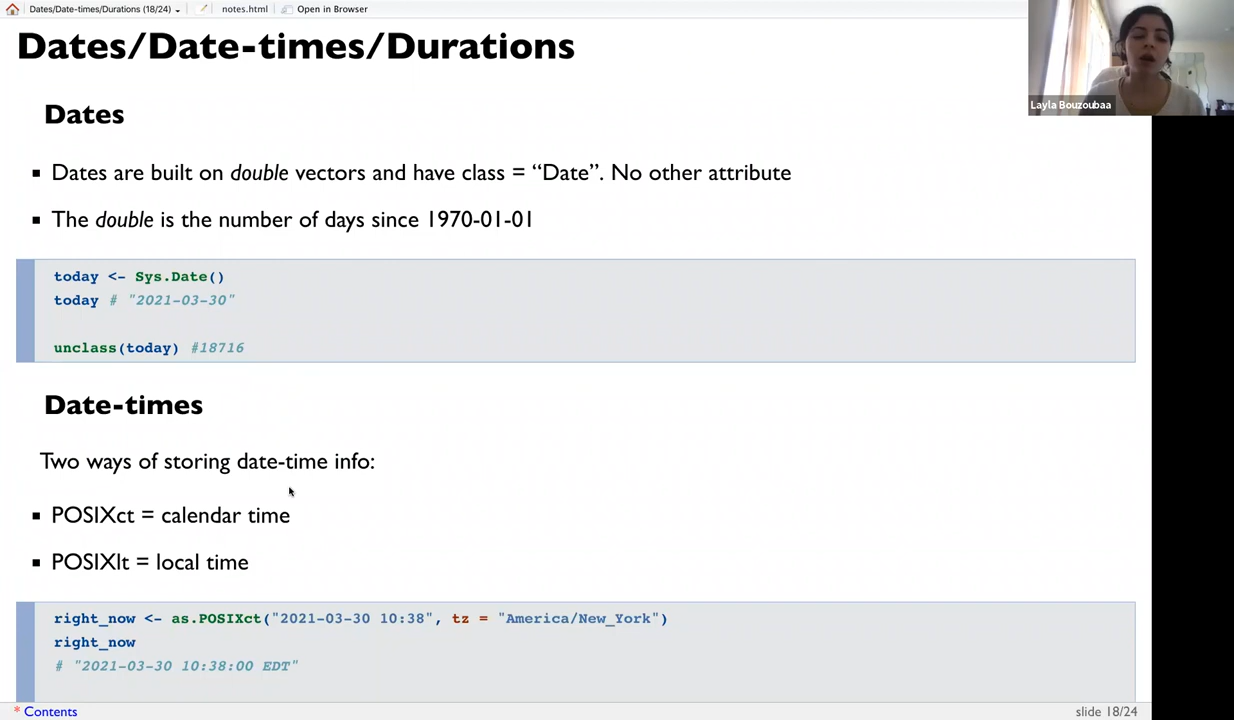 Dates/Date-times/Durations (18/24)
notes.html
Open in Browser
Dates/Date-times/Durations
Layla Bouzoubaa
Dates
Dates are built on double vectors and have class = “Date”. No other attribute
The double is the number of days since 1970-01-01
today <- Sys.Date()
today # "2021-03-30"
unclass(today) #18716
Date-times
Two ways of storing date-time info:
POSIXct = calendar time
POSIXlt = local time
right_now <- as.POSIXct("2021-03-30 10:38", tz = "America/New_York")
right_now
# "2021-03-30 10:38:00 EDT"
* Contents
slide 18/24